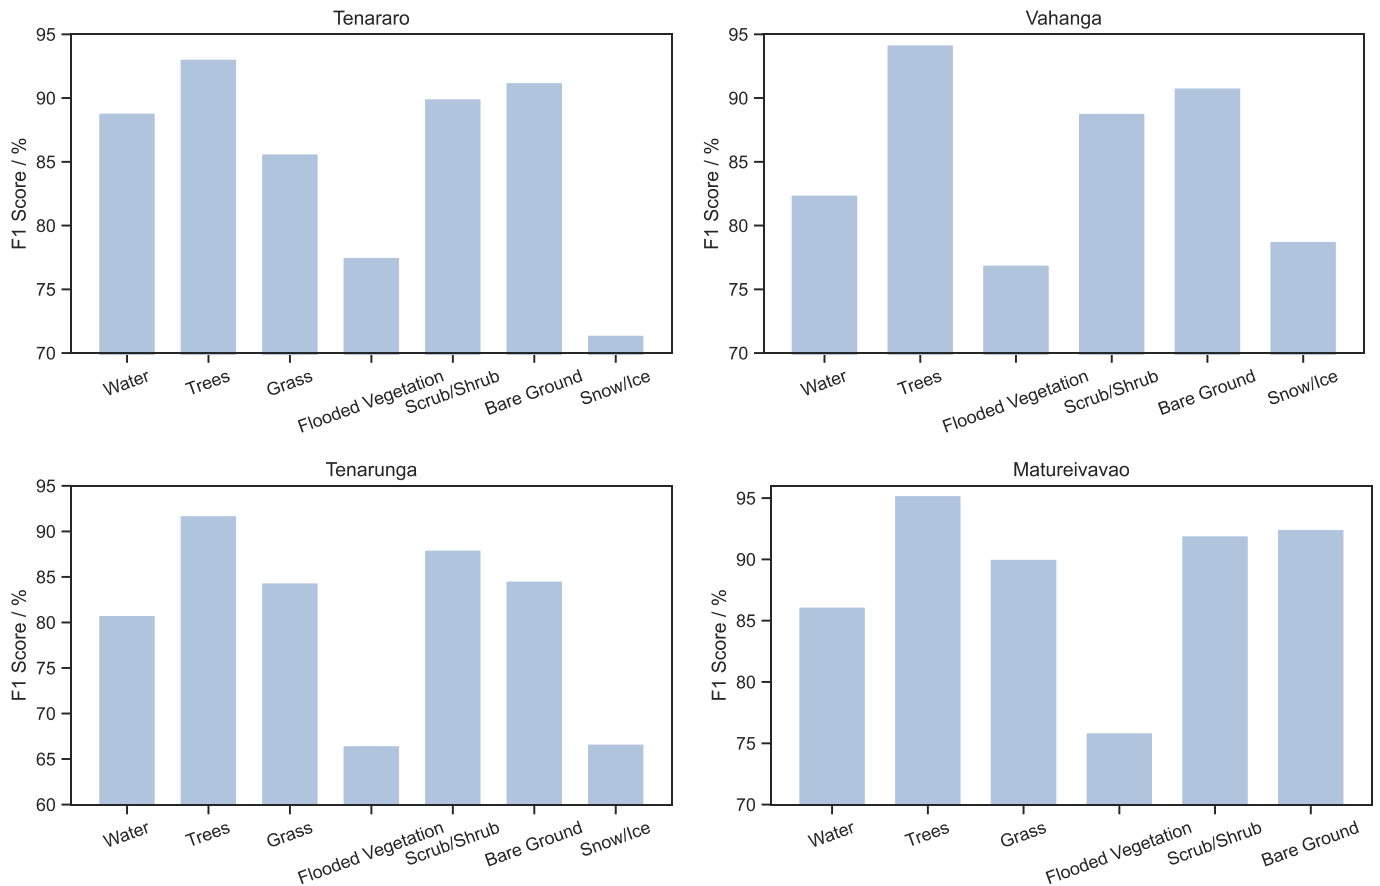 Tenararo
95
90
85
80
75
70
F1 Score / %
Water
Trees
Grass
Flooded Vegetation
Scrub/Shrub
Bare Ground
Snow/Ice
Vahanga
95
90
85
80
75
70
F1 Score / %
Water
Trees
Flooded Vegetation
Scrub/Shrub
Bare Ground
Snow/Ice
Tenarunga
95
90
85
80
75
70
65
60
F1 Score / %
Water
Trees
Grass
Flooded Vegetation
Scrub/Shrub
Bare Ground
Snow/Ice
Matureivavao
95
90
85
80
75
70
F1 Score / %
Water
Trees
Grass
Flooded Vegetation
Scrub/Shrub
Bare Ground